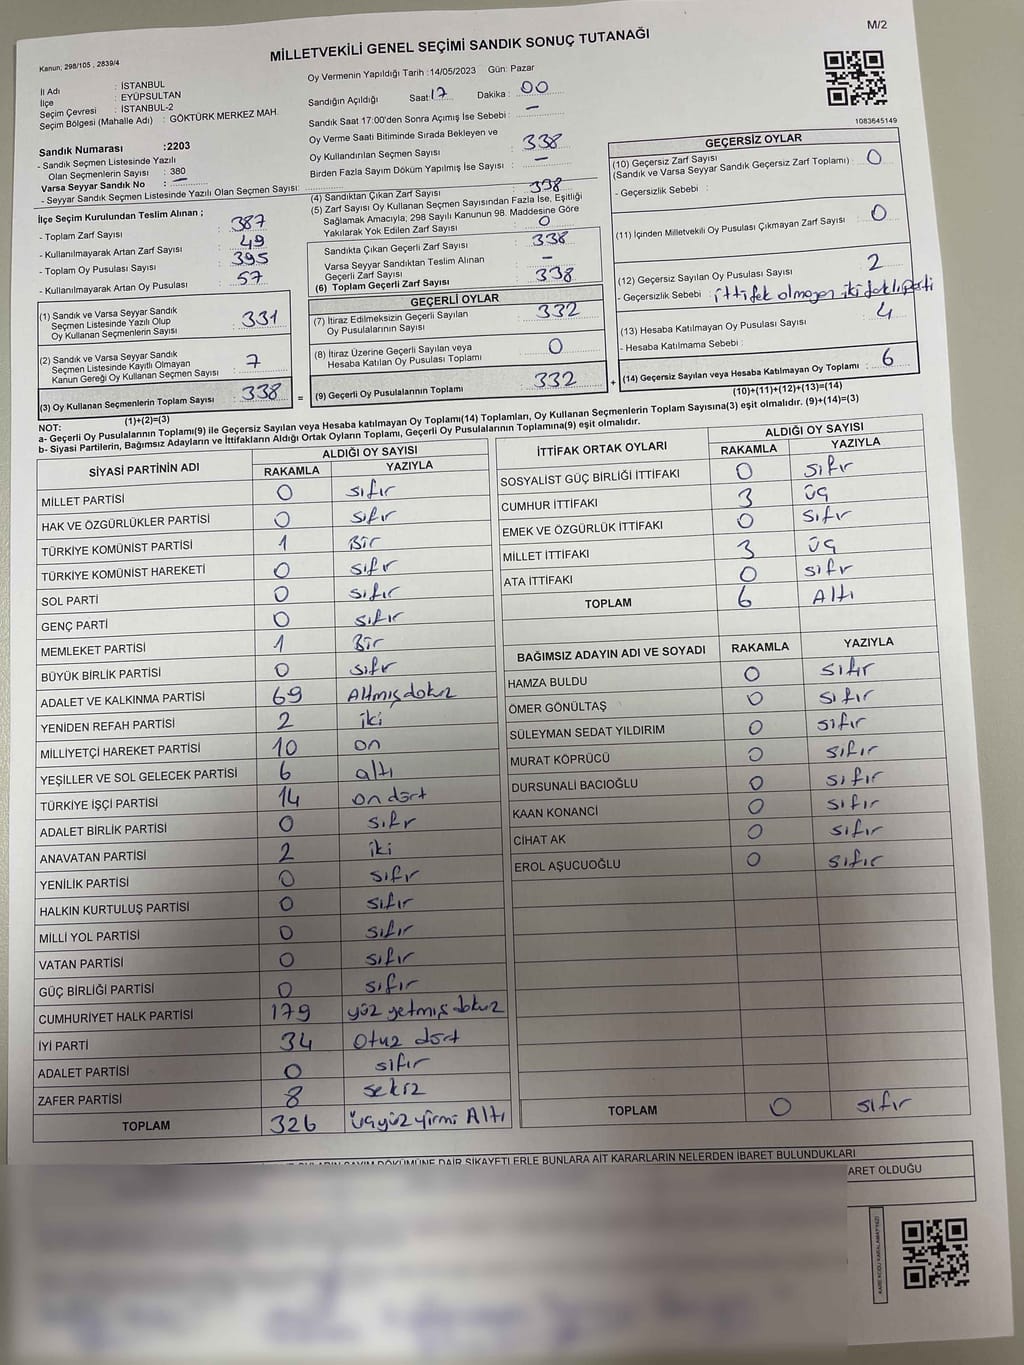 M/2
Kanun: 298/105 , 2839/4
MİLLETVEKİLİ GENEL SEÇİMİ SANDIK SONUÇ TUTANAĞI
İl Adı : İSTANBUL
İlçe : EYÜPSULTAN
Seçim Çevresi : İSTANBUL-2
Seçim Bölgesi (Mahalle Adı) : GÖKTÜRK MERKEZ MAH.
Sandık Numarası :2203
- Sandık Seçmen Listesinde Yazılı
Olan Seçmenlerin Sayısı : 380
Varsa Seyyar Sandık No : —
- Seyyar Sandık Seçmen Listesinde Yazılı Olan Seçmen Sayısı:
Oy Vermenin Yapıldığı Tarih :14/05/2023 Gün: Pazar
Sandığın Açıldığı Saat:17 Dakika : 00
Sandık Saat 17:00'den Sonra Açımış İse Sebebi : —
Oy Verme Saati Bitiminde Sırada Bekleyen ve
Oy Kullandırılan Seçmen Sayısı : 338
Birden Fazla Sayım Döküm Yapılmış İse Sayısı : —
1083645149
İlçe Seçim Kurulundan Teslim Alınan ;
- Toplam Zarf Sayısı : 387
- Kullanılmayarak Artan Zarf Sayısı : 49
- Toplam Oy Pusulası Sayısı : 395
- Kullanılmayarak Artan Oy Pusulası : 57
(1) Sandık ve Varsa Seyyar Sandık
Seçmen Listesinde Yazılı Olup
Oy Kullanan Seçmenlerin Sayısı : 331
(2) Sandık ve Varsa Seyyar Sandık
Seçmen Listesinde Kayıtlı Olmayan
Kanun Gereği Oy Kullanan Seçmen Sayısı : 7
(3) Oy Kullanan Seçmenlerin Toplam Sayısı : 338
(1)+(2)=(3)
(4) Sandıktan Çıkan Zarf Sayısı : 338
(5) Zarf Sayısı Oy Kullanan Seçmen Sayısından Fazla İse, Eşitliği
Sağlamak Amacıyla; 298 Sayılı Kanunun 98. Maddesine Göre
Yakılarak Yok Edilen Zarf Sayısı : 0
Sandıkta Çıkan Geçerli Zarf Sayısı : 338
Varsa Seyyar Sandıktan Teslim Alınan
Geçerli Zarf Sayısı : —
(6) Toplam Geçerli Zarf Sayısı : 338
GEÇERLİ OYLAR
(7) İtiraz Edilmeksizin Geçerli Sayılan
Oy Pusulalarının Sayısı : 332
(8) İtiraz Üzerine Geçerli Sayılan veya
Hesaba Katılan Oy Pusulası Toplamı : 0
= (9) Geçerli Oy Pusulalarının Toplamı : 332 +
GEÇERSİZ OYLAR
(10) Geçersiz Zarf Sayısı
(Sandık ve Varsa Seyyar Sandık Geçersiz Zarf Toplamı) : 0
- Geçersizlik Sebebi :
(11) İçinden Milletvekili Oy Pusulası Çıkmayan Zarf Sayısı : 0
(12) Geçersiz Sayılan Oy Pusulası Sayısı : 2
- Geçersizlik Sebebi : ittifak olmayan iki farklı parti
(13) Hesaba Katılmayan Oy Pusulası Sayısı : 4
- Hesaba Katılmama Sebebi :
(14) Geçersiz Sayılan veya Hesaba Katılmayan Oy Toplamı : 6
(10)+(11)+(12)+(13)=(14)
NOT:
a- Geçerli Oy Pusulalarının Toplamı(9) ile Geçersiz Sayılan veya Hesaba katılmayan Oy Toplamı(14) Toplamları, Oy Kullanan Seçmenlerin Toplam Sayısına(3) eşit olmalıdır. (9)+(14)=(3)
b- Siyasi Partilerin, Bağımsız Adayların ve İttifakların Aldığı Ortak Oyların Toplamı, Geçerli Oy Pusulalarının Toplamına(9) eşit olmalıdır.
SİYASİ PARTİNİN ADI ALDIĞI OY SAYISI
RAKAMLA YAZIYLA
MİLLET PARTİSİ 0 sıfır
HAK VE ÖZGÜRLÜKLER PARTİSİ 0 sıfır
TÜRKİYE KOMÜNİST PARTİSİ 1 Bir
TÜRKİYE KOMÜNİST HAREKETİ 0 sıfır
SOL PARTİ 0 sıfır
GENÇ PARTİ 0 sıfır
MEMLEKET PARTİSİ 1 Bir
BÜYÜK BİRLİK PARTİSİ 0 sıfır
ADALET VE KALKINMA PARTİSİ 69 Altmışdokuz
YENİDEN REFAH PARTİSİ 2 iki
MİLLİYETÇİ HAREKET PARTİSİ 10 on
YEŞİLLER VE SOL GELECEK PARTİSİ 6 altı
TÜRKİYE İŞÇİ PARTİSİ 14 on dört
ADALET BİRLİK PARTİSİ 0 sıfır
ANAVATAN PARTİSİ 2 iki
YENİLİK PARTİSİ 0 sıfır
HALKIN KURTULUŞ PARTİSİ 0 sıfır
MİLLİ YOL PARTİSİ 0 sıfır
VATAN PARTİSİ 0 sıfır
GÜÇ BİRLİĞİ PARTİSİ 0 sıfır
CUMHURİYET HALK PARTİSİ 179 yüz yetmiş dokuz
İYİ PARTİ 34 Otuz dört
ADALET PARTİSİ 0 sıfır
ZAFER PARTİSİ 8 sekiz
TOPLAM 326 üçyüz yirmi Altı
İTTİFAK ORTAK OYLARI ALDIĞI OY SAYISI
RAKAMLA YAZIYLA
SOSYALİST GÜÇ BİRLİĞİ İTTİFAKI 0 sıfır
CUMHUR İTTİFAKI 3 üç
EMEK VE ÖZGÜRLÜK İTTİFAKI 0 sıfır
MİLLET İTTİFAKI 3 üç
ATA İTTİFAKI 0 sıfır
TOPLAM 6 Altı
BAĞIMSIZ ADAYIN ADI VE SOYADI RAKAMLA YAZIYLA
HAMZA BULDU 0 sıfır
ÖMER GÖNÜLTAŞ 0 sıfır
SÜLEYMAN SEDAT YILDIRIM 0 sıfır
MURAT KÖPRÜCÜ 0 sıfır
DURSUNALİ BACIOĞLU 0 sıfır
KAAN KONANCİ 0 sıfır
CİHAT AK 0 sıfır
EROL AŞUCUOĞLU 0 sıfır
TOPLAM 0 sıfır
DÖKÜMÜNE DAİR ŞİKAYETLERLE BUNLARA AİT KARARLARIN NELERDEN İBARET BULUNDUKLARI
BARET OLDUĞU
KARE KODU KARALAMAYINIZ!